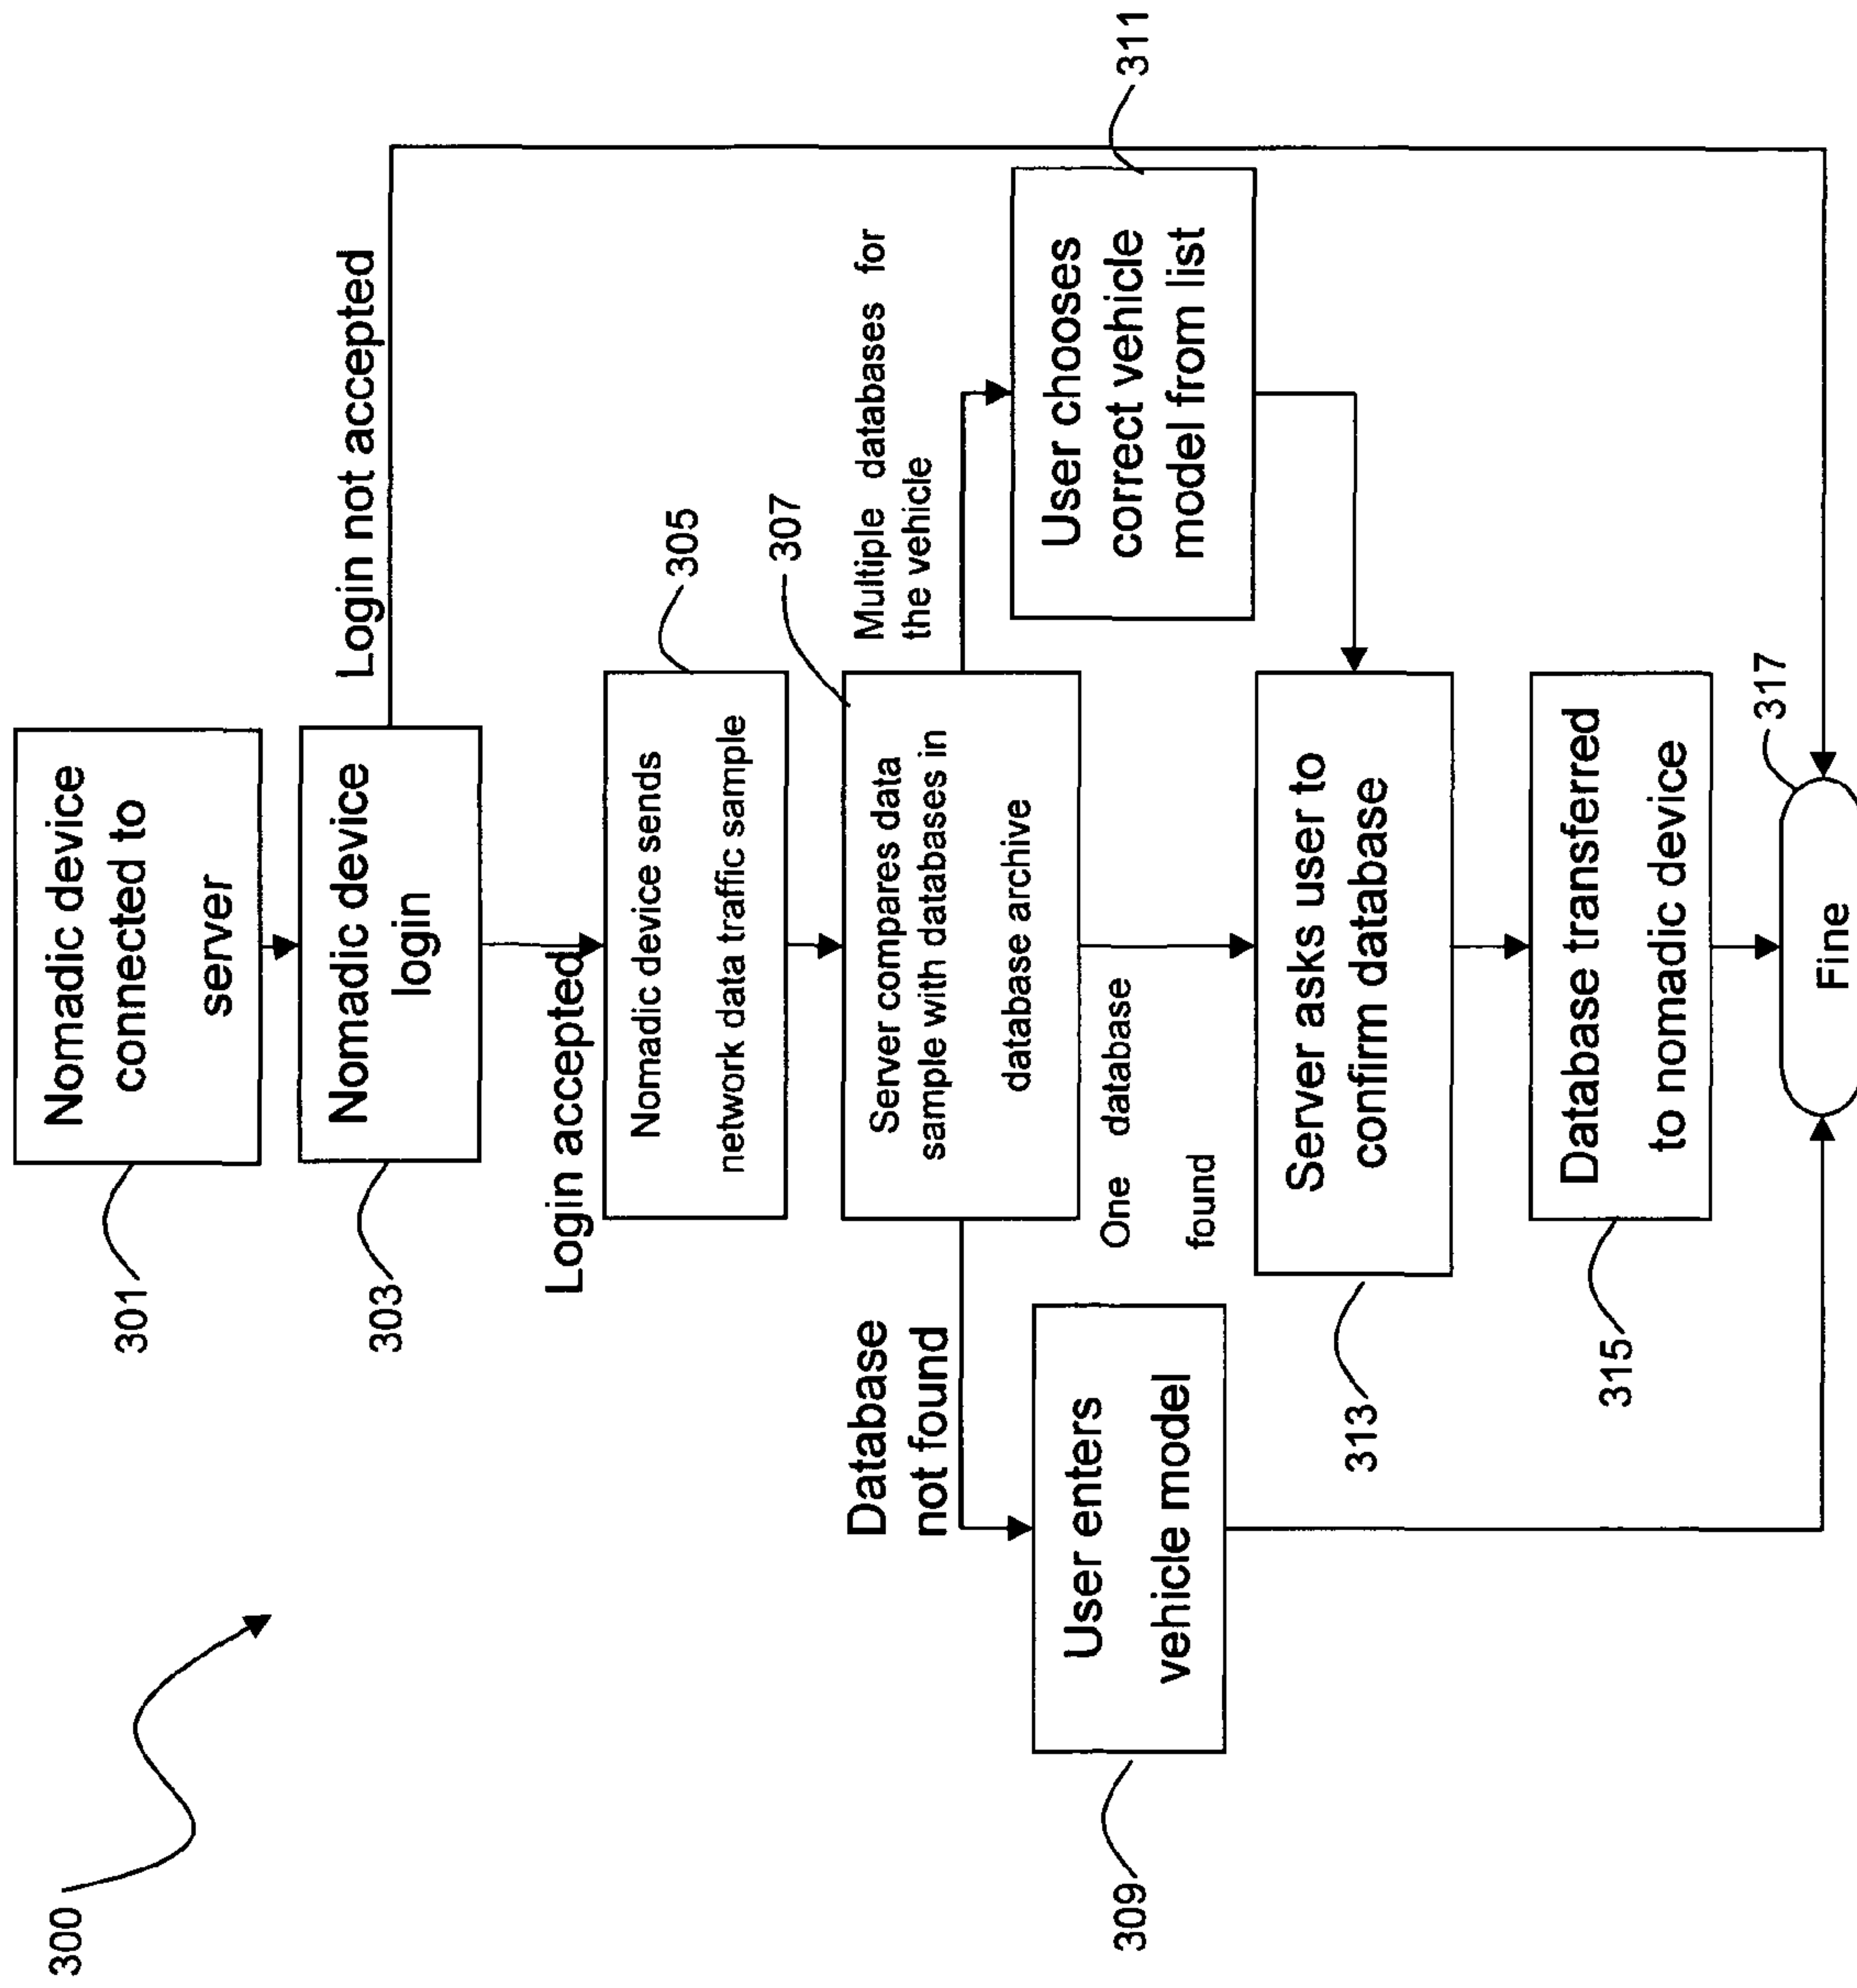 300
301
Nomadic device
connected to
server
303
Nomadic device
login
Login not accepted
Login accepted
305
Nomadic device sends
network data traffic sample
307
Server compares data
sample with databases in
database archive
Database
not found
One database
found
Multiple databases for
the vehicle
309
User enters
vehicle model
311
User chooses
correct vehicle
model from list
313
Server asks user to
confirm database
315
Database transferred
to nomadic device
317
Fine